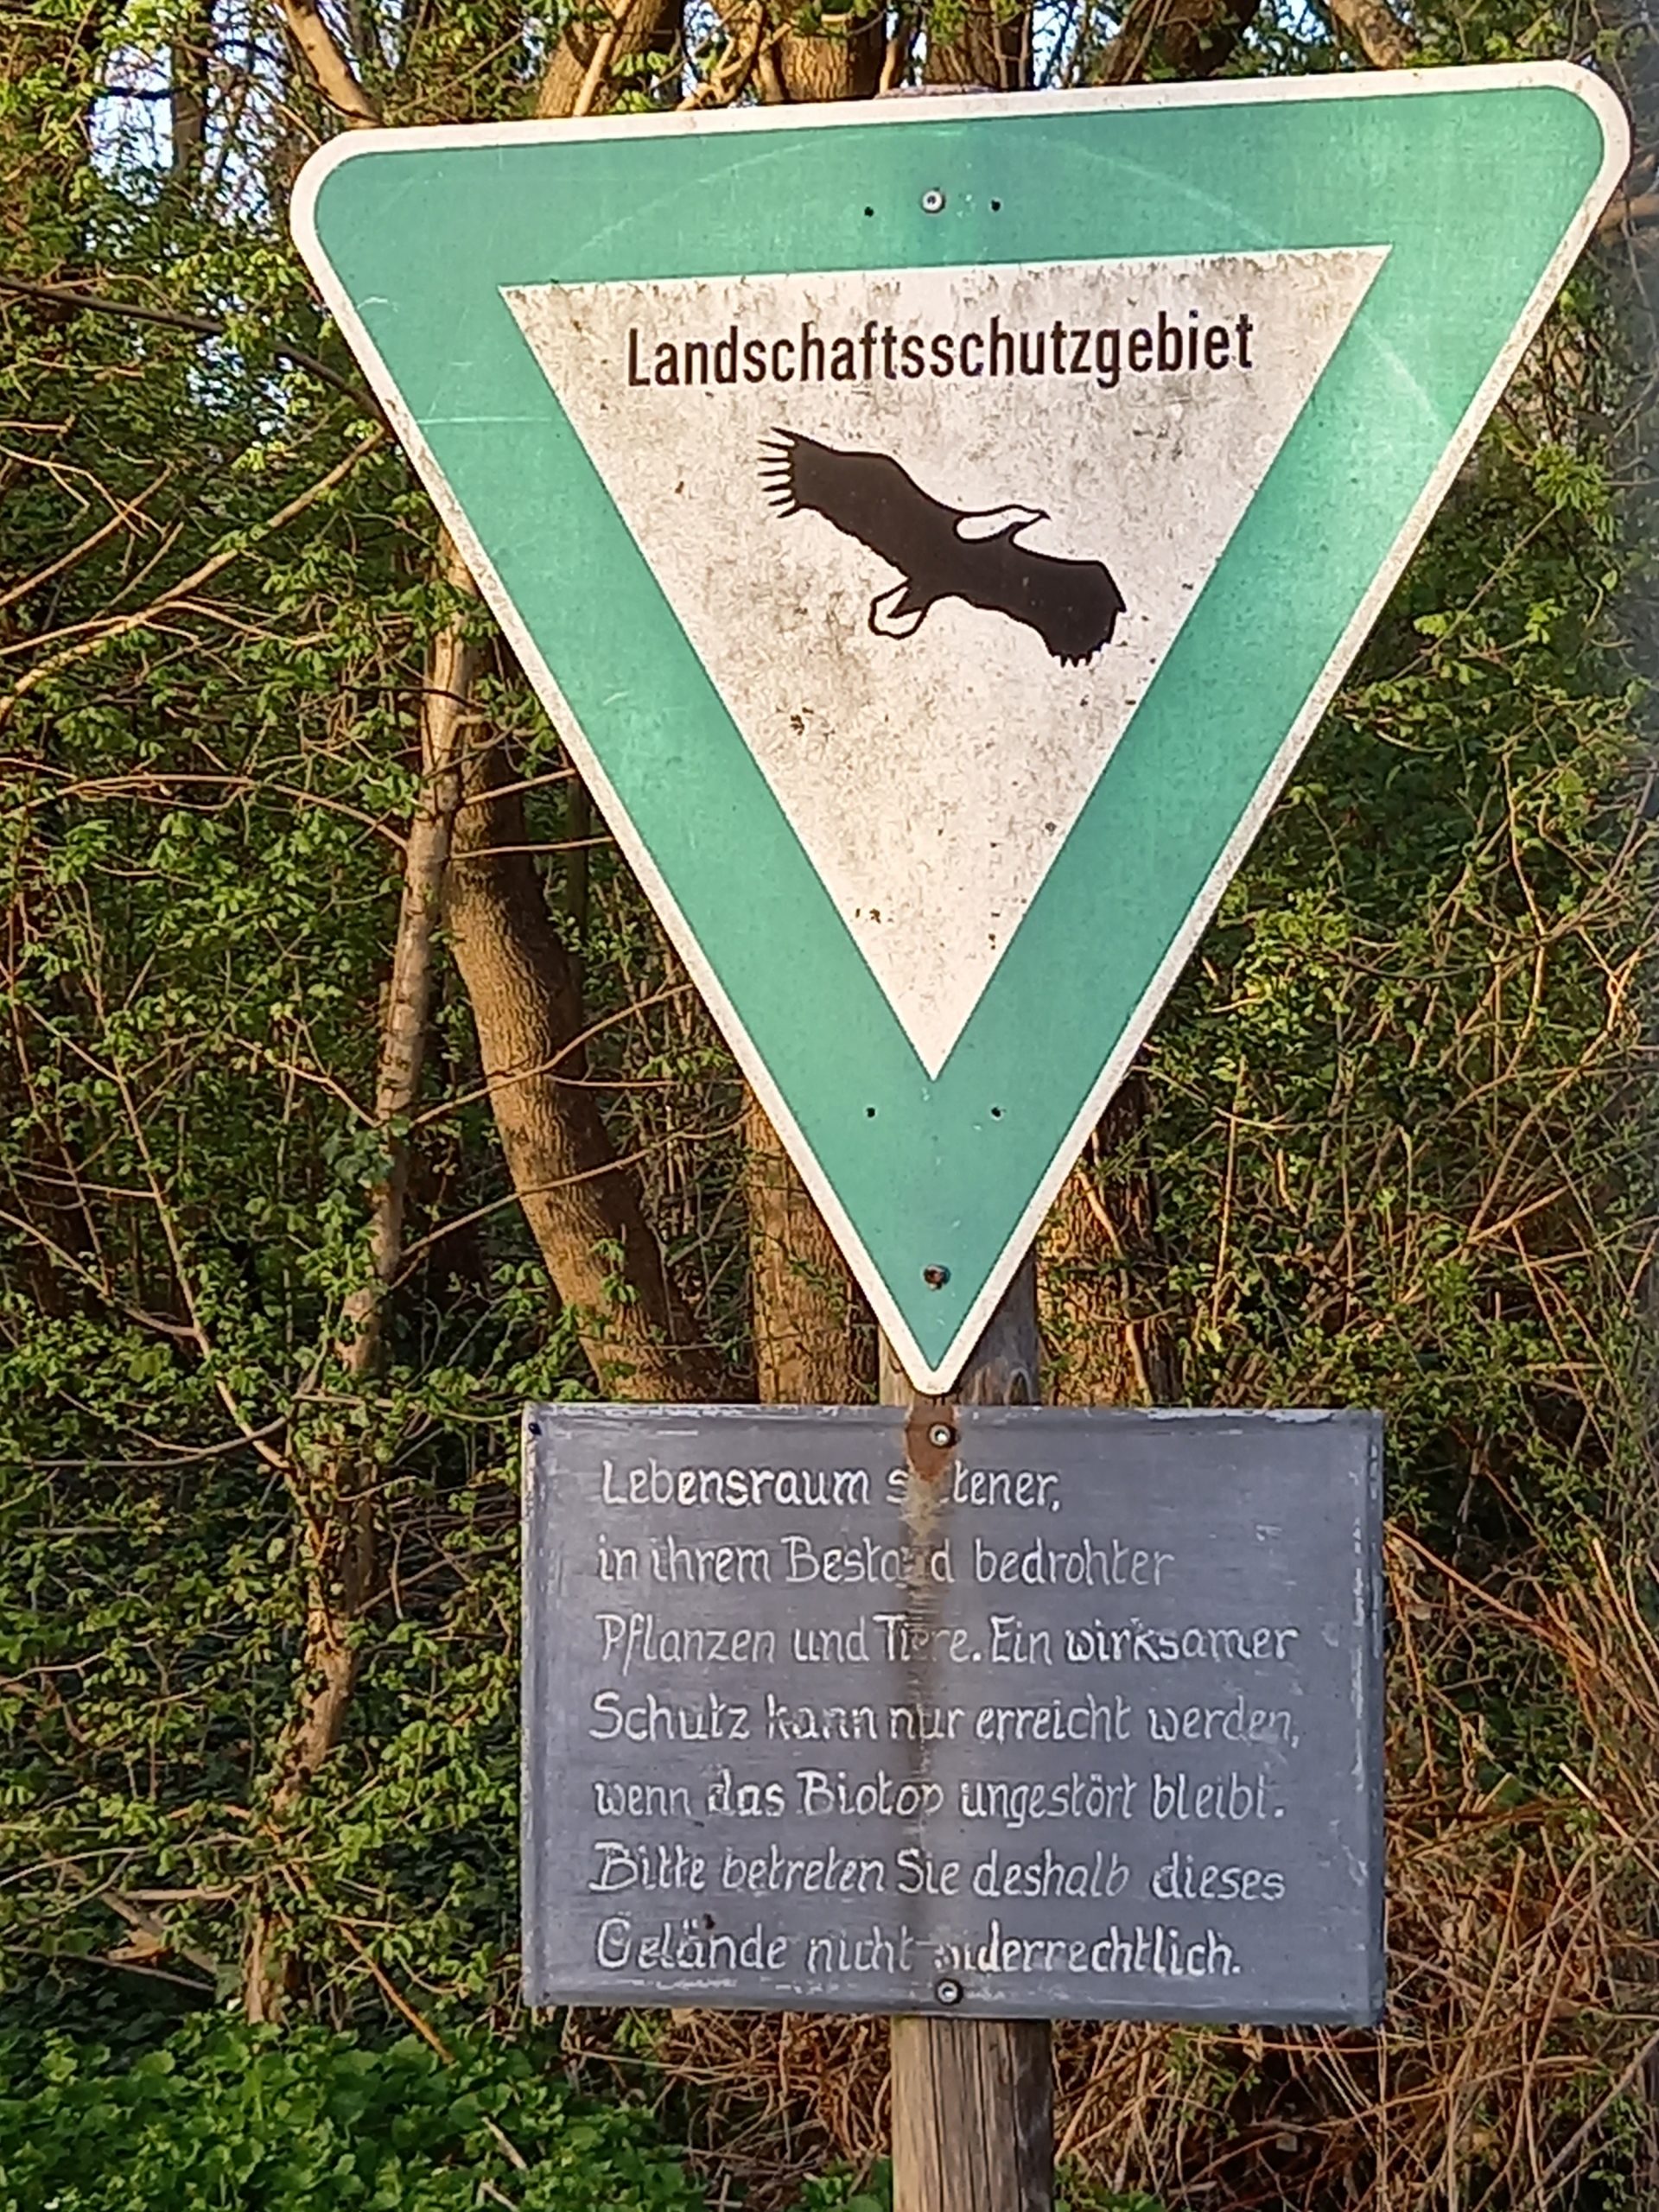 Landschaftsschutzgebiet
Lebensraum seltener,
in ihrem Bestand bedrohter
Pflanzen und Tiere. Ein wirksamer
Schutz kann nur erreicht werden,
wenn das Biotop ungestört bleibt.
Bitte betreten Sie deshalb dieses
Gelände nicht widerrechtlich.